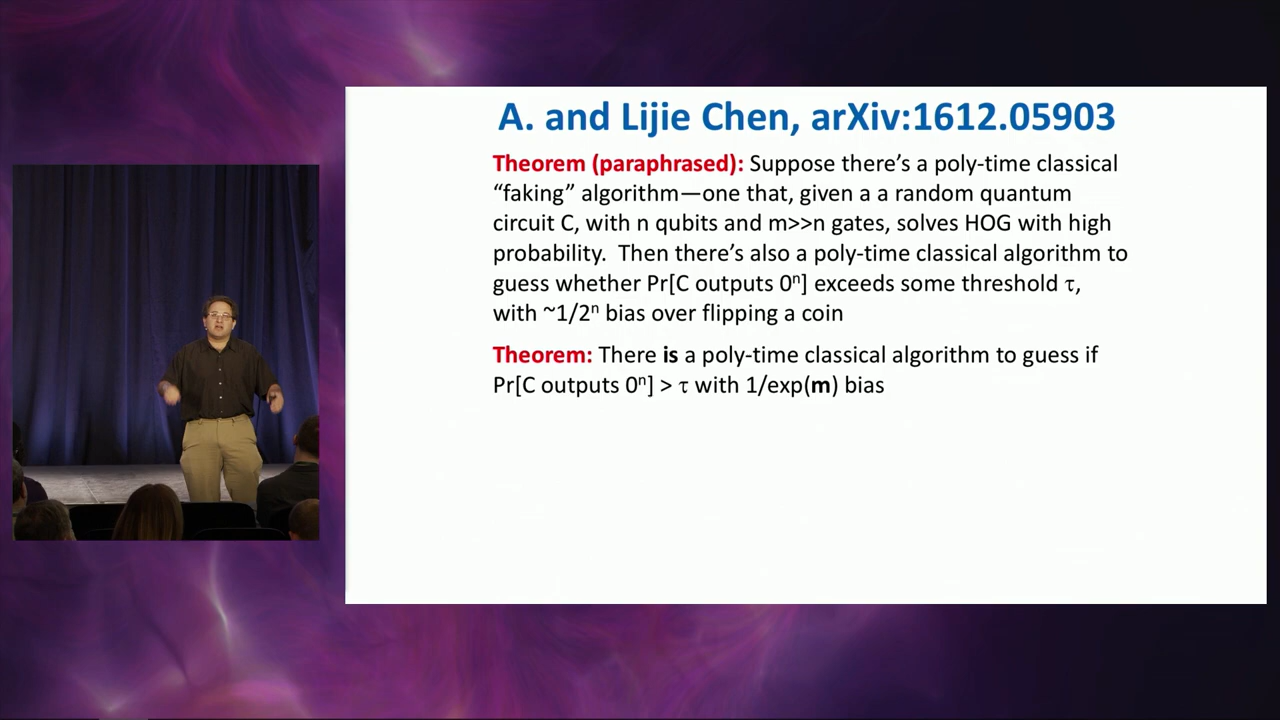 A. and Lijie Chen, arXiv:1612.05903
Theorem (paraphrased): Suppose there’s a poly-time classical
“faking” algorithm—one that, given a a random quantum
circuit C, with n qubits and m>>n gates, solves HOG with high
probability.  Then there’s also a poly-time classical algorithm to
guess whether Pr[C outputs 0ⁿ] exceeds some threshold τ,
with ~1/2ⁿ bias over flipping a coin
Theorem: There is a poly-time classical algorithm to guess if
Pr[C outputs 0ⁿ] > τ with 1/exp(m) bias